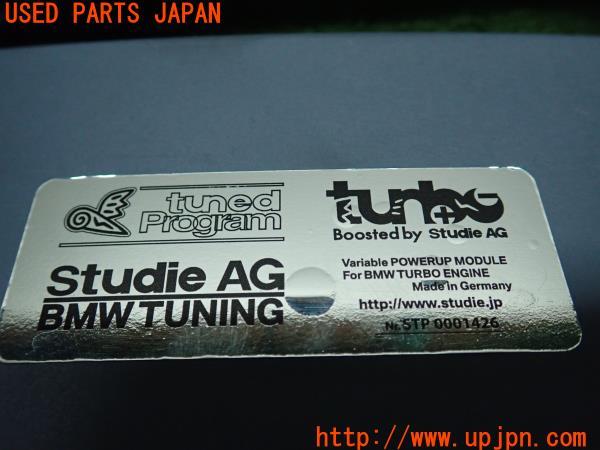 USED PARTS JAPAN
tuned
Program
Studie AG
BMW TUNING
turbo
Boosted by Studie AG
Variable POWERUP MODULE
For BMW TURBO ENGINE
Made in Germany
http://www.studie.jp
Nr. STP 0001426
http:// www.upjpn.com